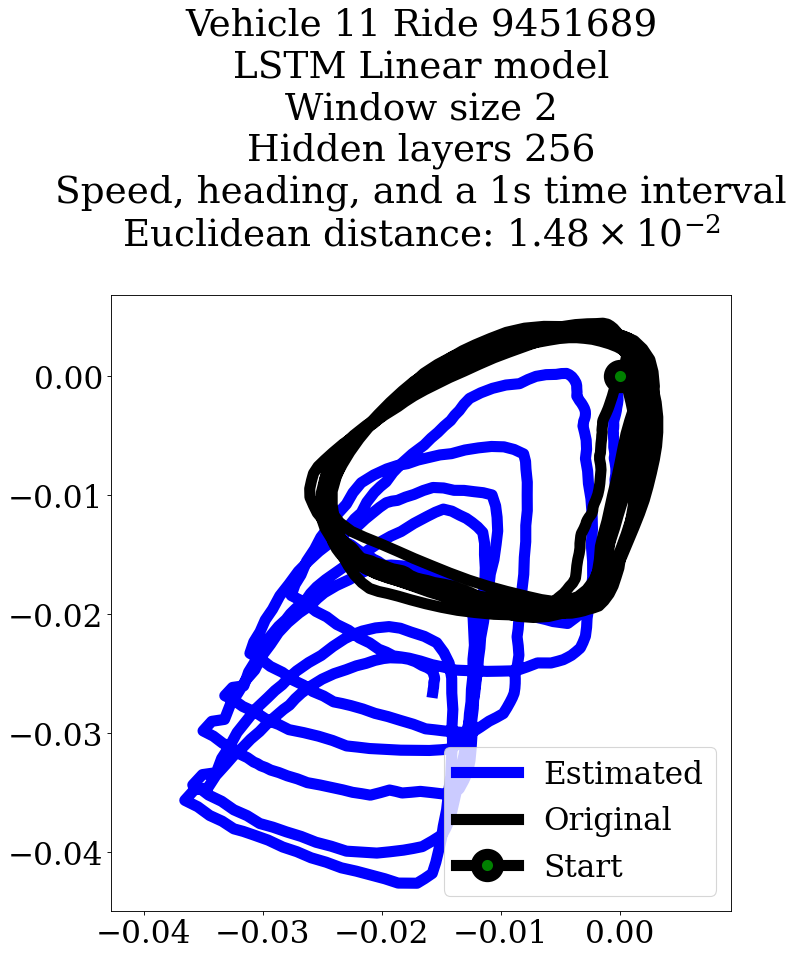 Vehicle 11 Ride 9451689
LSTM Linear model
Window size 2
Hidden layers 256
Speed, heading, and a 1s time interval
Euclidean distance: 1.48 × 10⁻²
0.00
−0.01
−0.02
−0.03
−0.04
Estimated
Original
Start
−0.04 −0.03 −0.02 −0.01 0.00